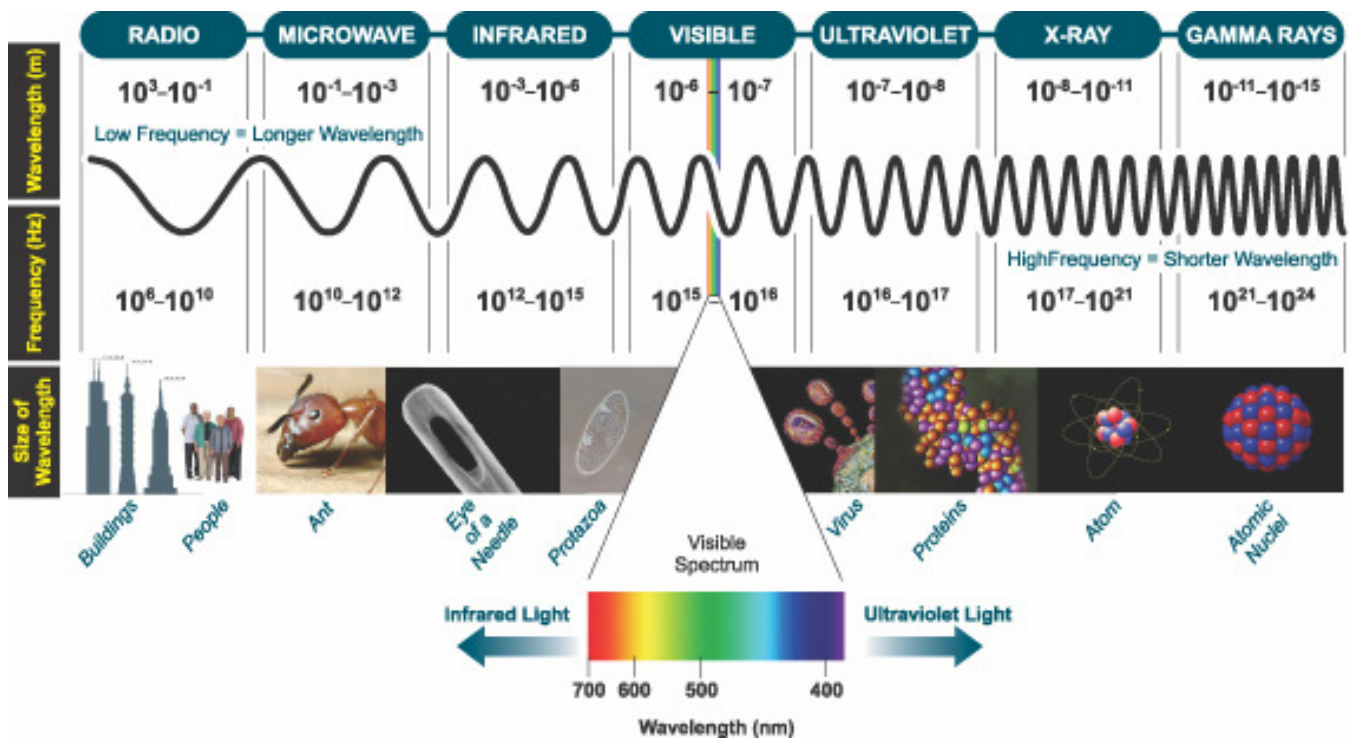 RADIO
MICROWAVE
INFRARED
VISIBLE
ULTRAVIOLET
X-RAY
GAMMA RAYS
Wavelength (m)
10³–10⁻¹
10⁻¹–10⁻³
10⁻³–10⁻⁶
10⁻⁶ – 10⁻⁷
10⁻⁷–10⁻⁸
10⁻⁸–10⁻¹¹
10⁻¹¹–10⁻¹⁵
Low Frequency = Longer Wavelength
HighFrequency = Shorter Wavelength
Frequency (Hz)
10⁶–10¹⁰
10¹⁰–10¹²
10¹²–10¹⁵
10¹⁵–10¹⁶
10¹⁶–10¹⁷
10¹⁷–10²¹
10²¹–10²⁴
Size of
Wavelength
Buildings
People
Ant
Eye
of a
Needle
Protazoa
Virus
Proteins
Atom
Atomic
Nuclei
Visible
Spectrum
Infrared Light
Ultraviolet Light
700
600
500
400
Wavelength (nm)